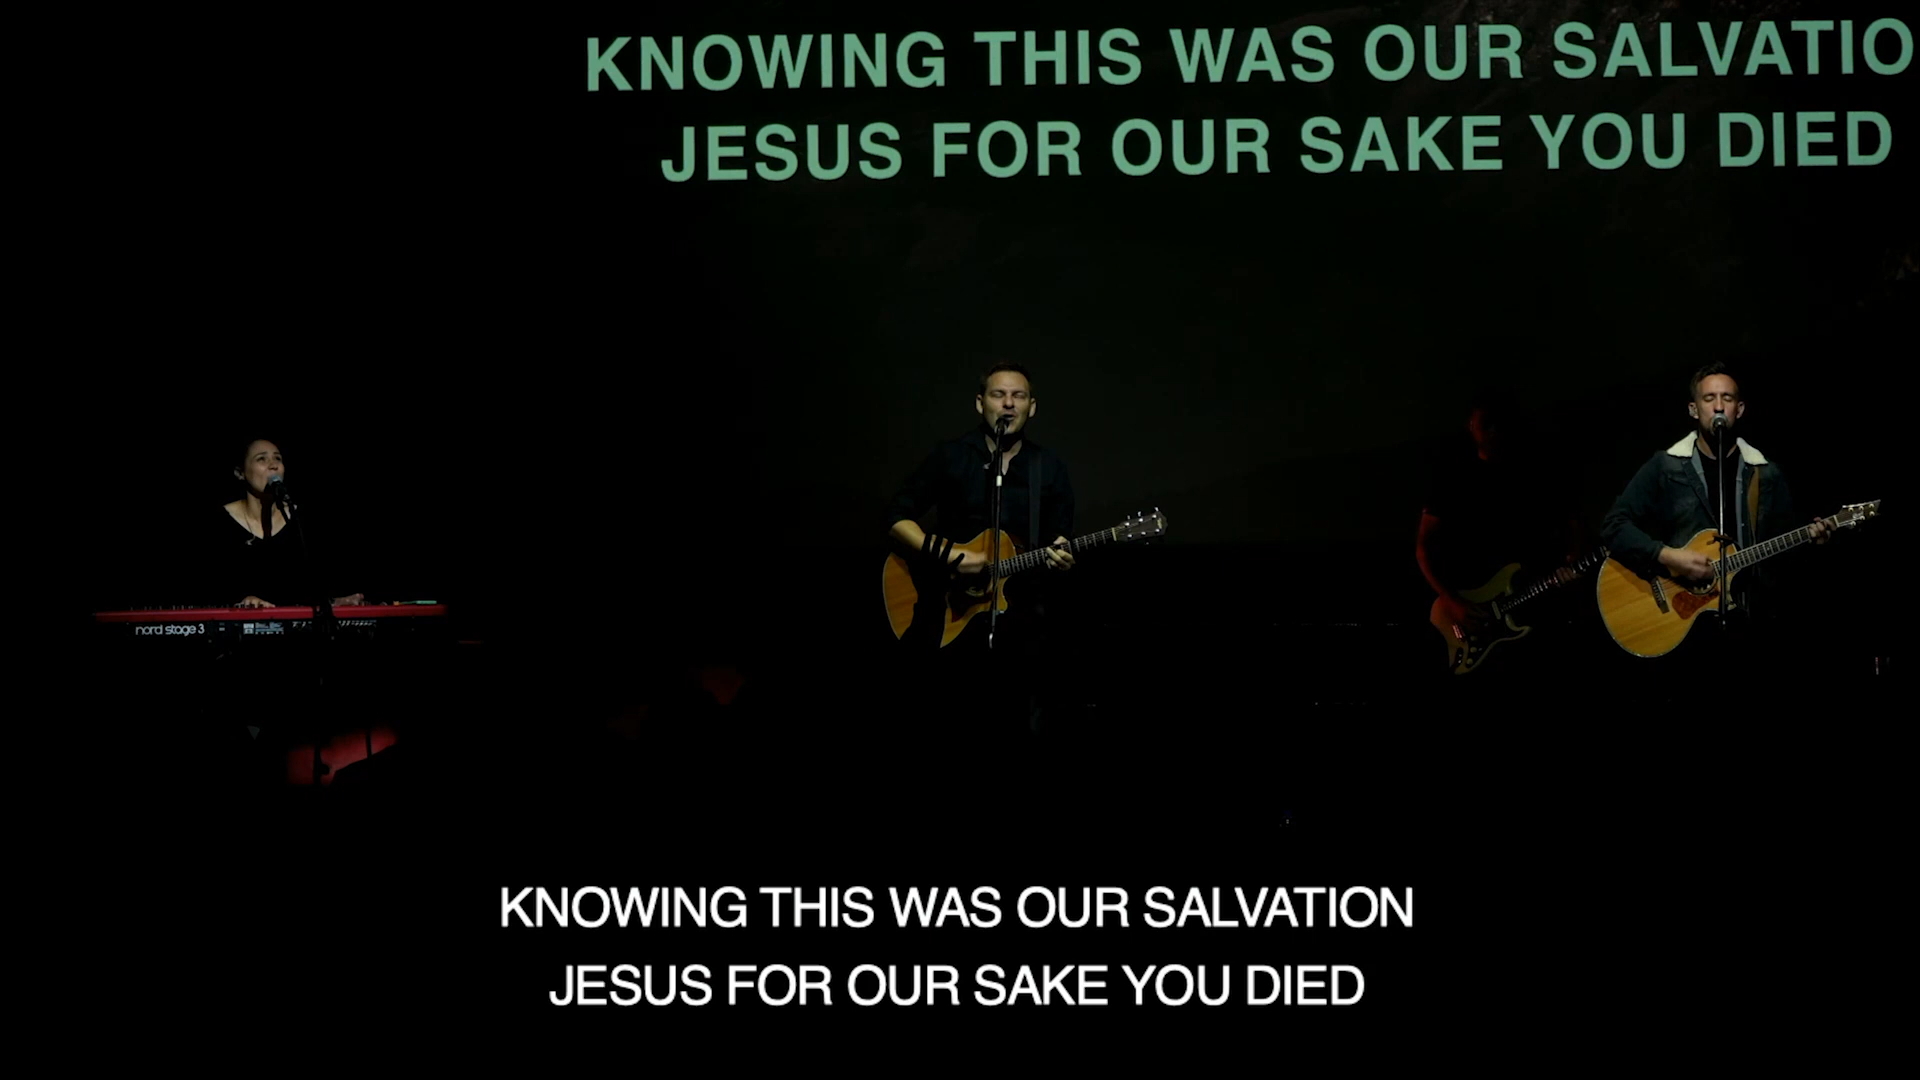 KNOWING THIS WAS OUR SALVATIO
JESUS FOR OUR SAKE YOU DIED
nord stage 3
KNOWING THIS WAS OUR SALVATION
JESUS FOR OUR SAKE YOU DIED